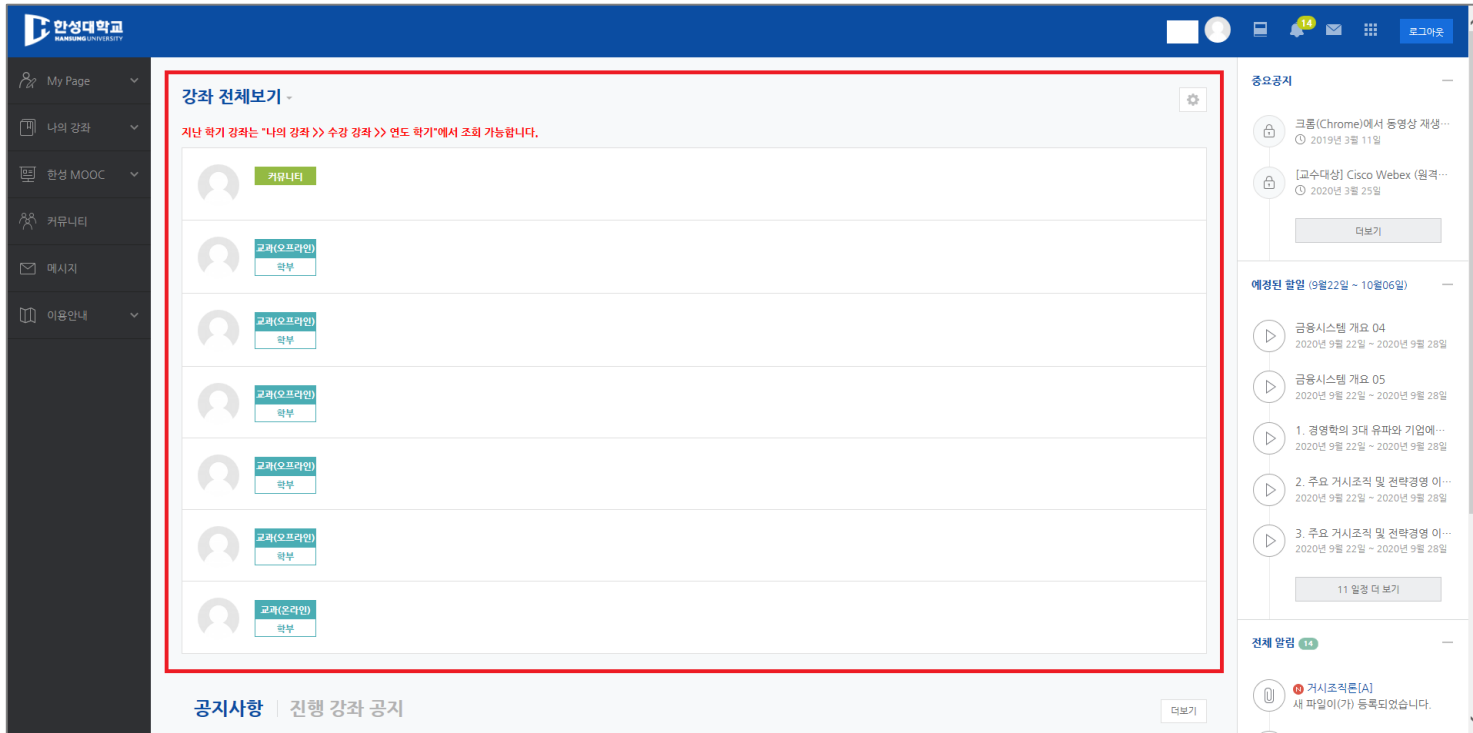 한성대학교
HANSUNG UNIVERSITY
14
로그아웃
My Page
나의 강좌
한성 MOOC
커뮤니티
메시지
이용안내
강좌 전체보기
지난 학기 강좌는 "나의 강좌 >> 수강 강좌 >> 연도 학기"에서 조회 가능합니다.
커뮤니티
교과(오프라인)
학부
교과(오프라인)
학부
교과(오프라인)
학부
교과(오프라인)
학부
교과(오프라인)
학부
교과(온라인)
학부
공지사항
진행 강좌 공지
더보기
중요공지
크롬(Chrome)에서 동영상 재생…
2019년 3월 11일
[교수대상] Cisco Webex (원격…
2020년 3월 25일
더보기
예정된 할일 (9월22일 ~ 10월06일)
금융시스템 개요 04
2020년 9월 22일 ~ 2020년 9월 28일
금융시스템 개요 05
2020년 9월 22일 ~ 2020년 9월 28일
1. 경영학의 3대 유파와 기업에…
2020년 9월 22일 ~ 2020년 9월 28일
2. 주요 거시조직 및 전략경영 이…
2020년 9월 22일 ~ 2020년 9월 28일
3. 주요 거시조직 및 전략경영 이…
2020년 9월 22일 ~ 2020년 9월 28일
11 일정 더 보기
전체 알림 14
N 거시조직론[A]
새 파일이(가) 등록되었습니다.